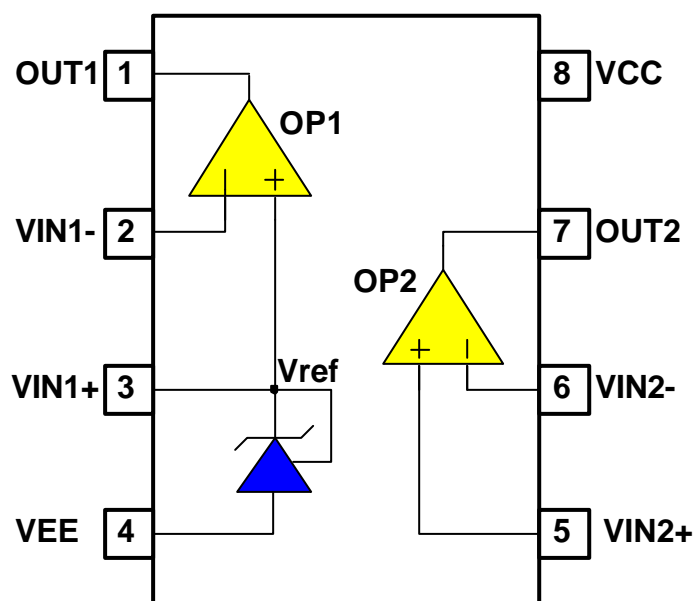 OUT1 1
8 VCC
OP1
VIN1- 2
7 OUT2
OP2
Vref
VIN1+ 3
6 VIN2-
VEE 4
5 VIN2+